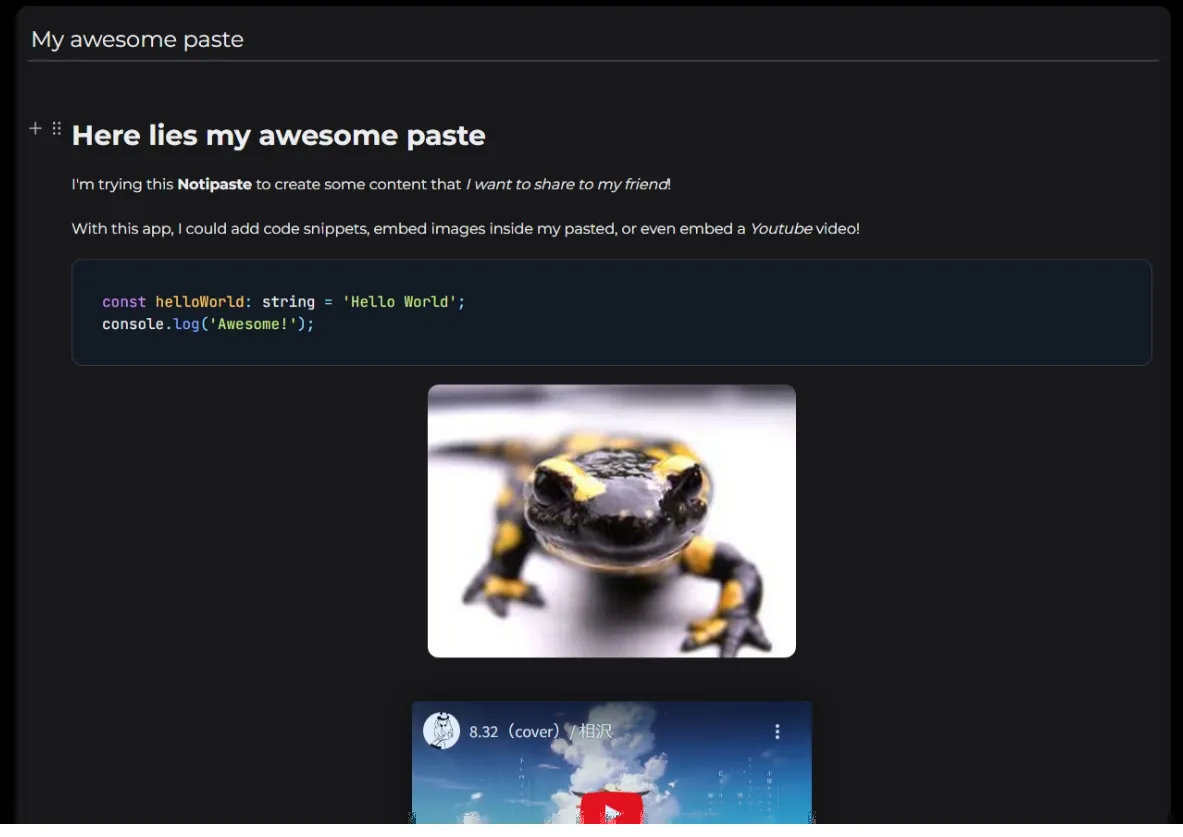 My awesome paste
Here lies my awesome paste
I'm trying this Notipaste to create some content that I want to share to my friend!
With this app, I could add code snippets, embed images inside my pasted, or even embed a Youtube video!
const helloWorld: string = 'Hello World';
console.log('Awesome!');
8.32（cover）/ 相沢